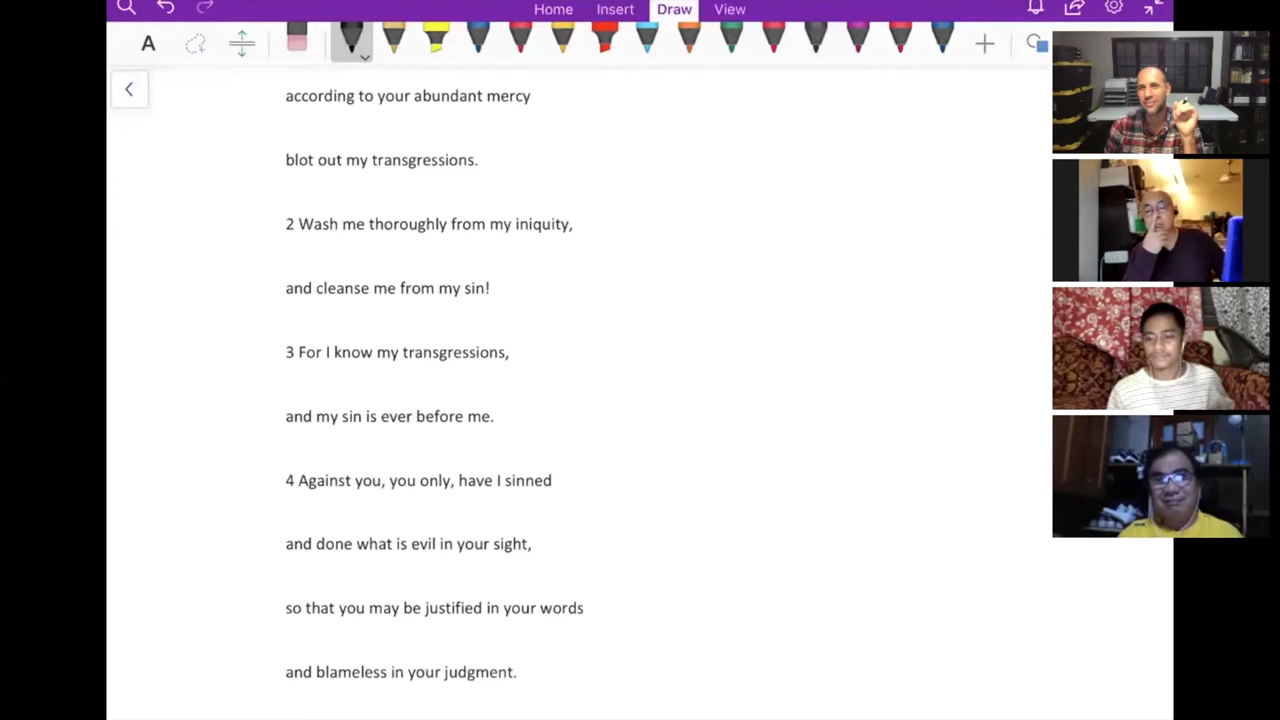 Home Insert Draw View
A
according to your abundant mercy
blot out my transgressions.
2 Wash me thoroughly from my iniquity,
and cleanse me from my sin!
3 For I know my transgressions,
and my sin is ever before me.
4 Against you, you only, have I sinned
and done what is evil in your sight,
so that you may be justified in your words
and blameless in your judgment.